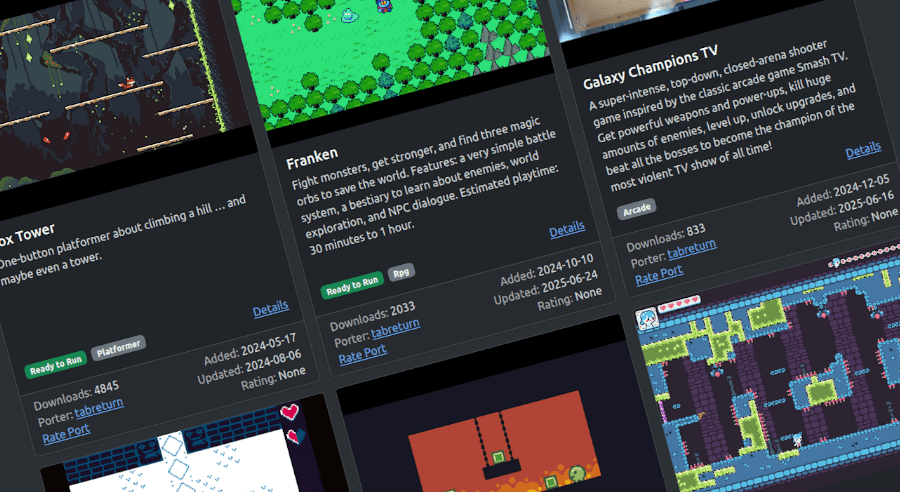 ox Tower
One-button platformer about climbing a hill ... and
maybe even a tower.
Details
Ready to Run
Platformer
Downloads: 4845
Added: 2024-05-17
Porter: tabreturn
Updated: 2024-08-06
Rate Port
Rating: None
Franken
Fight monsters, get stronger, and find three magic
orbs to save the world. Features: a very simple battle
system, a bestiary to learn about enemies, world
exploration, and NPC dialogue. Estimated playtime:
30 minutes to 1 hour.
Details
Ready to Run
Rpg
Downloads: 2033
Added: 2024-10-10
Porter: tabreturn
Updated: 2025-06-24
Rate Port
Rating: None
Galaxy Champions TV
A super-intense, top-down, closed-arena shooter
game inspired by the classic arcade game Smash TV.
Get powerful weapons and power-ups, kill huge
amounts of enemies, level up, unlock upgrades, and
beat all the bosses to become the champion of the
most violent TV show of all time!
Details
Arcade
Downloads: 833
Added: 2024-12-05
Porter: tabreturn
Updated: 2025-06-16
Rate Port
Rating: None